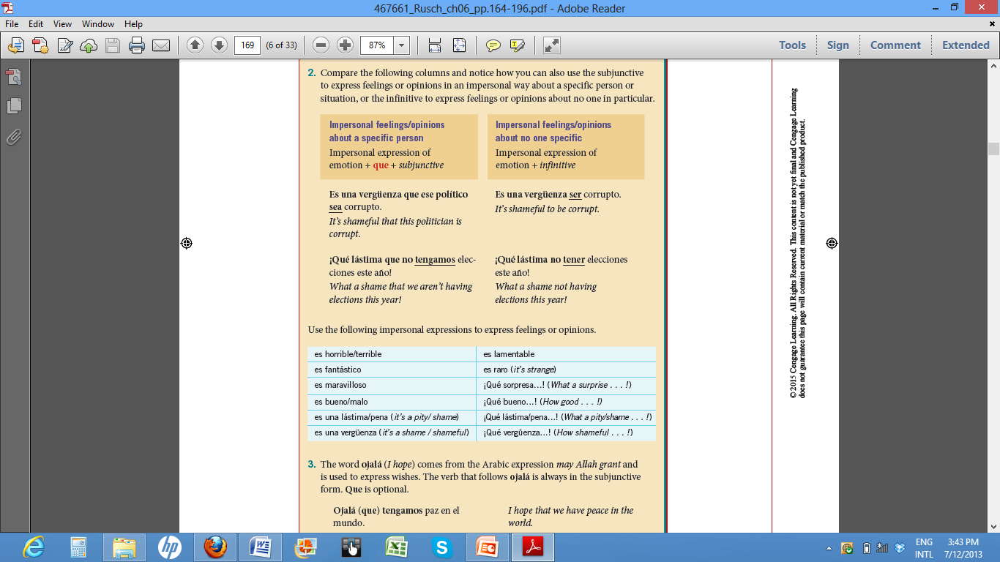 467661_Rusch_ch06_pp.164-196.pdf - Adobe Reader
File Edit View Window Help
169 (6 of 33) 87% Tools Sign Comment Extended
2. Compare the following columns and notice how you can also use the subjunctive
to express feelings or opinions in an impersonal way about a specific person or
situation, or the infinitive to express feelings or opinions about no one in particular.
Impersonal feelings/opinions
about a specific person
Impersonal expression of
emotion + que + subjunctive
Impersonal feelings/opinions
about no one specific
Impersonal expression of
emotion + infinitive
Es una vergüenza que ese político
sea corrupto.
It's shameful that this politician is
corrupt.
Es una vergüenza ser corrupto.
It's shameful to be corrupt.
¡Qué lástima que no tengamos elec-
ciones este año!
What a shame that we aren't having
elections this year!
¡Qué lástima no tener elecciones
este año!
What a shame not having
elections this year!
Use the following impersonal expressions to express feelings or opinions.
es horrible/terrible es lamentable
es fantástico es raro (it's strange)
es maravilloso ¡Qué sorpresa...! (What a surprise . . . !)
es bueno/malo ¡Qué bueno...! (How good . . . !)
es una lástima/pena (it's a pity/ shame) ¡Qué lástima/pena...! (What a pity/shame . . . !)
es una vergüenza (it's a shame / shameful) ¡Qué vergüenza...! (How shameful . . . !)
3. The word ojalá (I hope) comes from the Arabic expression may Allah grant and
is used to express wishes. The verb that follows ojalá is always in the subjunctive
form. Que is optional.
Ojalá (que) tengamos paz en el
mundo.
I hope that we have peace in the
world.
© 2015 Cengage Learning. All Rights Reserved. This content is not yet final and Cengage Learning
does not guarantee this page will contain current material or match the published product.
ENG
INTL
3:43 PM
7/12/2013